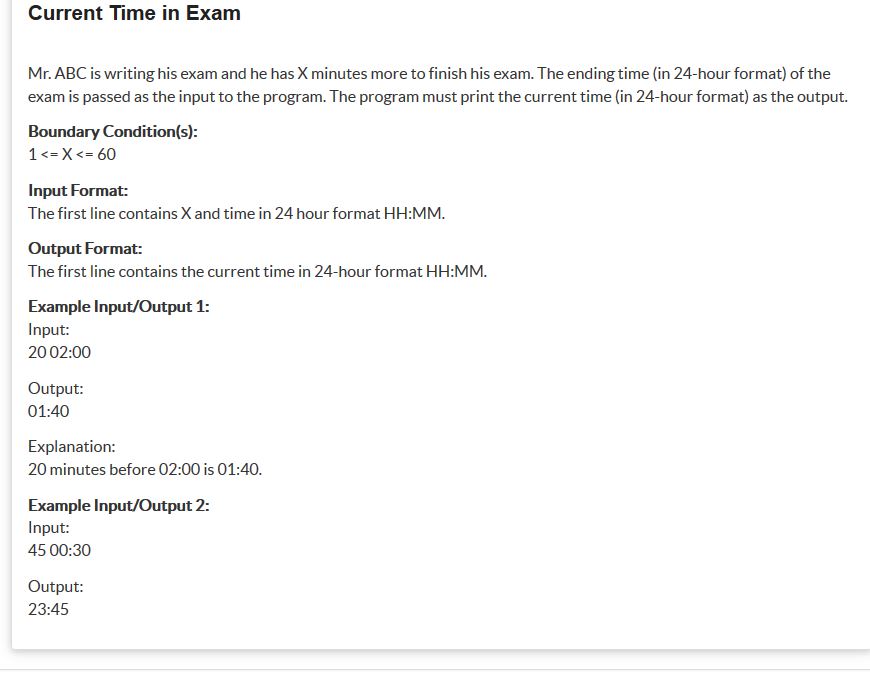 Current Time in Exam
Mr. ABC is writing his exam and he has X minutes more to finish his exam. The ending time (in 24-hour format) of the
exam is passed as the input to the program. The program must print the current time (in 24-hour format) as the output.
Boundary Condition(s):
1 <= X <= 60
Input Format:
The first line contains X and time in 24 hour format HH:MM.
Output Format:
The first line contains the current time in 24-hour format HH:MM.
Example Input/Output 1:
Input:
20 02:00
Output:
01:40
Explanation:
20 minutes before 02:00 is 01:40.
Example Input/Output 2:
Input:
45 00:30
Output:
23:45